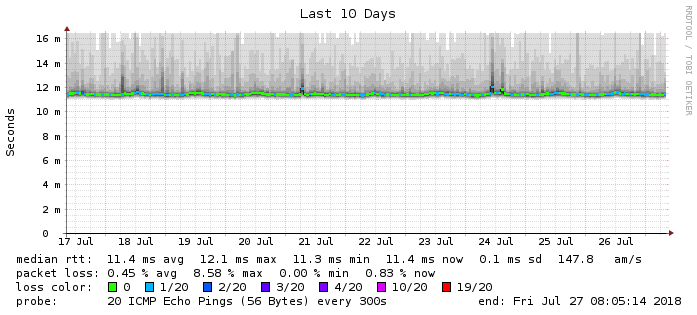 Last 10 Days
RRDTOOL / TOBI OETIKER
Seconds
16 m
14 m
12 m
10 m
8 m
6 m
4 m
2 m
0
17 Jul 18 Jul 19 Jul 20 Jul 21 Jul 22 Jul 23 Jul 24 Jul 25 Jul 26 Jul
median rtt: 11.4 ms avg 12.1 ms max 11.3 ms min 11.4 ms now 0.1 ms sd 147.8 am/s
packet loss: 0.45 % avg 8.58 % max 0.00 % min 0.83 % now
loss color: 0 1/20 2/20 3/20 4/20 10/20 19/20
probe: 20 ICMP Echo Pings (56 Bytes) every 300s end: Fri Jul 27 08:05:14 2018